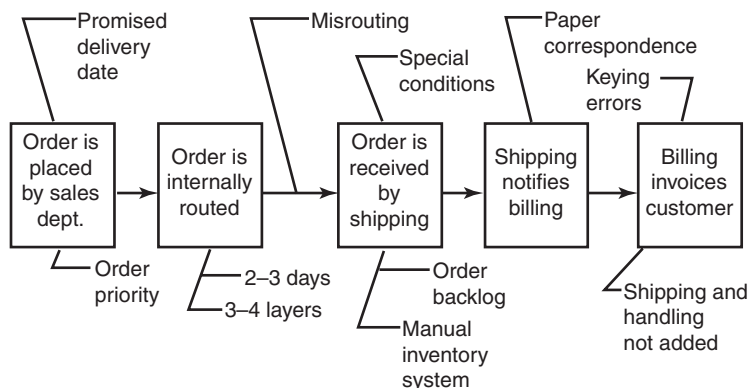 Promised
delivery
date
Misrouting
Special
conditions
Paper
correspondence
Keying
errors
Order is
placed
by sales
dept.
Order is
internally
routed
Order is
received
by
shipping
Shipping
notifies
billing
Billing
invoices
customer
Order
priority
2–3 days
3–4 layers
Order
backlog
Manual
inventory
system
Shipping and
handling
not added